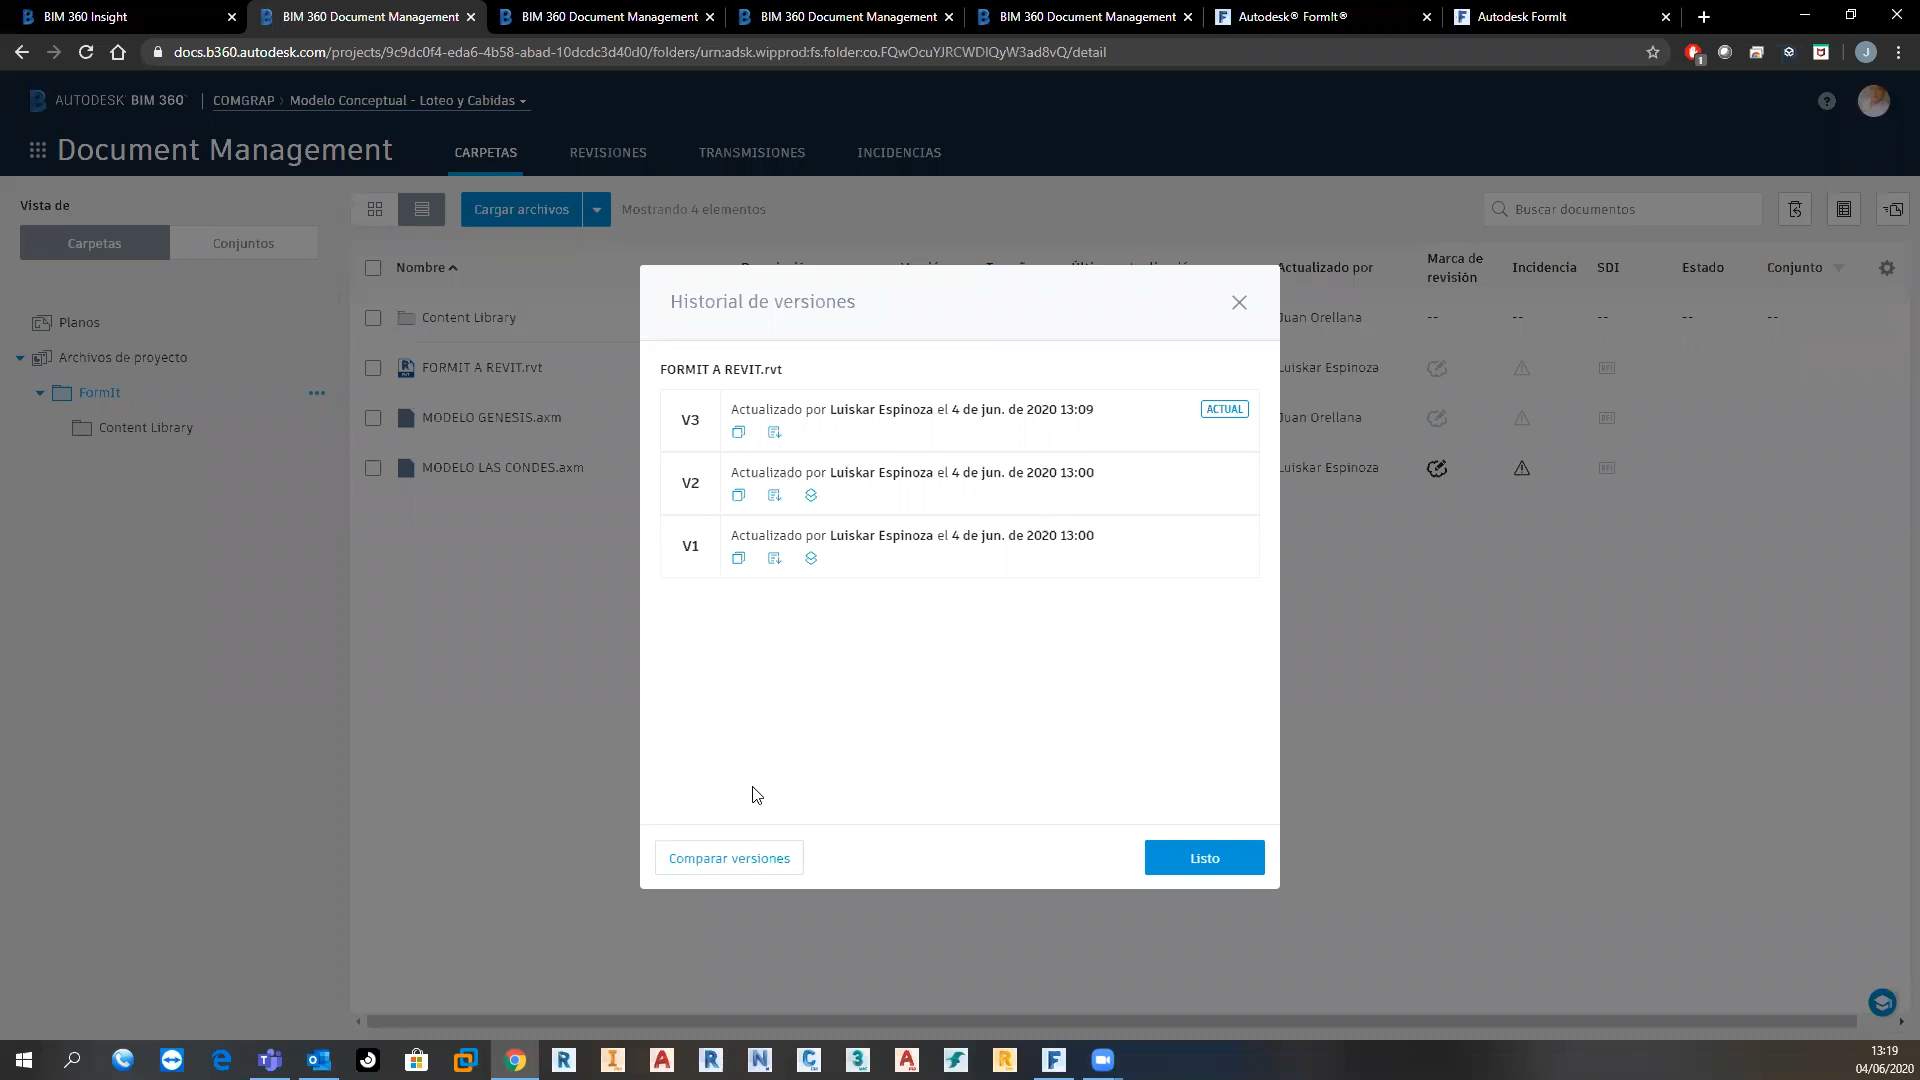 BIM 360 Insight
BIM 360 Document Management
BIM 360 Document Management
BIM 360 Document Management
BIM 360 Document Management
Autodesk® FormIt®
Autodesk FormIt
docs.b360.autodesk.com/projects/9c9dc0f4-eda6-4b58-abad-10dcdc3d40d0/folders/urn:adsk.wipprod:fs.folder:co.FQwOcuYJRCWDlQyW3ad8vQ/detail
1
J
AUTODESK® BIM 360™
COMGRAP > Modelo Conceptual - Loteo y Cabidas
Document Management
CARPETAS
REVISIONES
TRANSMISIONES
INCIDENCIAS
Vista de
Carpetas
Conjuntos
Planos
Archivos de proyecto
FormIt
Content Library
Cargar archivos
Mostrando 4 elementos
Buscar documentos
Nombre
Actualizado por
Marca de
revisión
Incidencia
SDI
Estado
Conjunto
Content Library
Juan Orellana
-- -- -- -- --
FORMIT A REVIT.rvt
Luiskar Espinoza
RFI
MODELO GENESIS.axm
Juan Orellana
RFI
MODELO LAS CONDES.axm
Luiskar Espinoza
RFI
Historial de versiones
FORMIT A REVIT.rvt
V3
Actualizado por Luiskar Espinoza el 4 de jun. de 2020 13:09
ACTUAL
V2
Actualizado por Luiskar Espinoza el 4 de jun. de 2020 13:00
V1
Actualizado por Luiskar Espinoza el 4 de jun. de 2020 13:00
Comparar versiones
Listo
13:19
04/06/2020